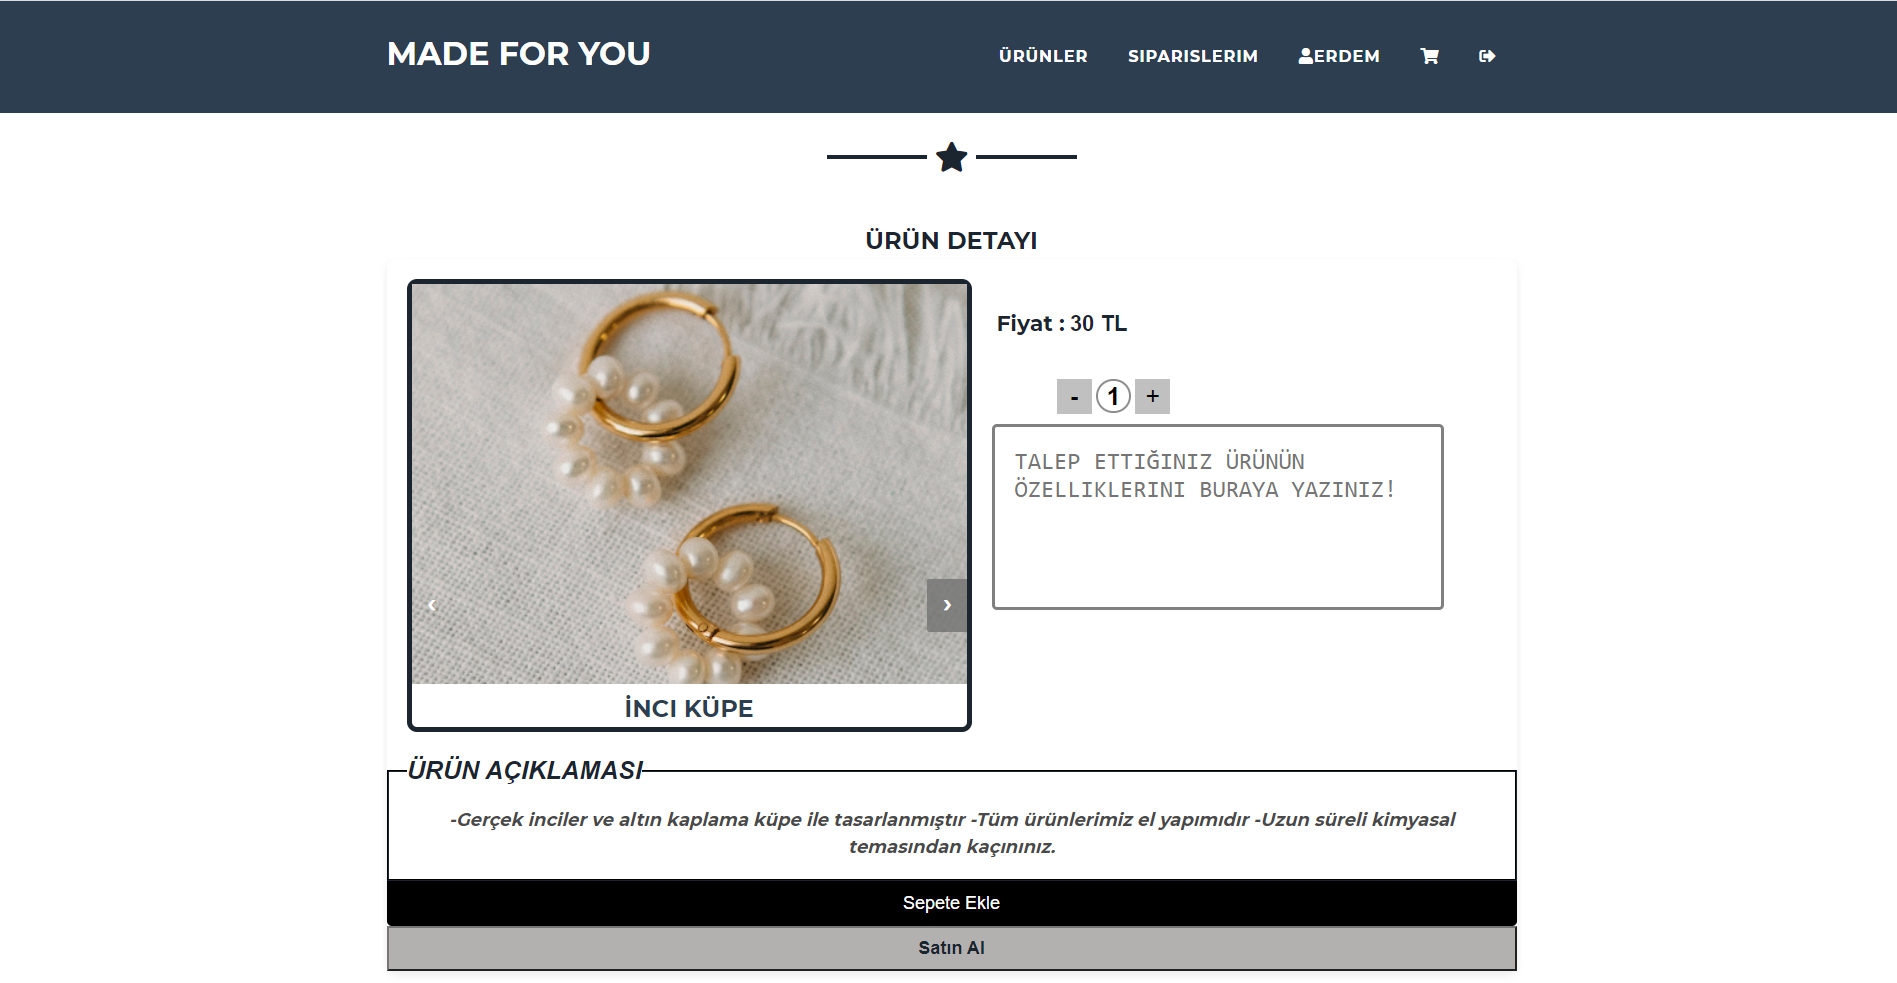 MADE FOR YOU
ÜRÜNLER
SIPARISLERIM
ERDEM
ÜRÜN DETAYI
Fiyat : 30 TL
- 1 +
TALEP ETTIĞINIZ ÜRÜNÜN
ÖZELLIKLERINI BURAYA YAZINIZ!
‹ ›
İNCI KÜPE
ÜRÜN AÇIKLAMASI
-Gerçek inciler ve altın kaplama küpe ile tasarlanmıştır -Tüm ürünlerimiz el yapımıdır -Uzun süreli kimyasal
temasından kaçınınız.
Sepete Ekle
Satın Al